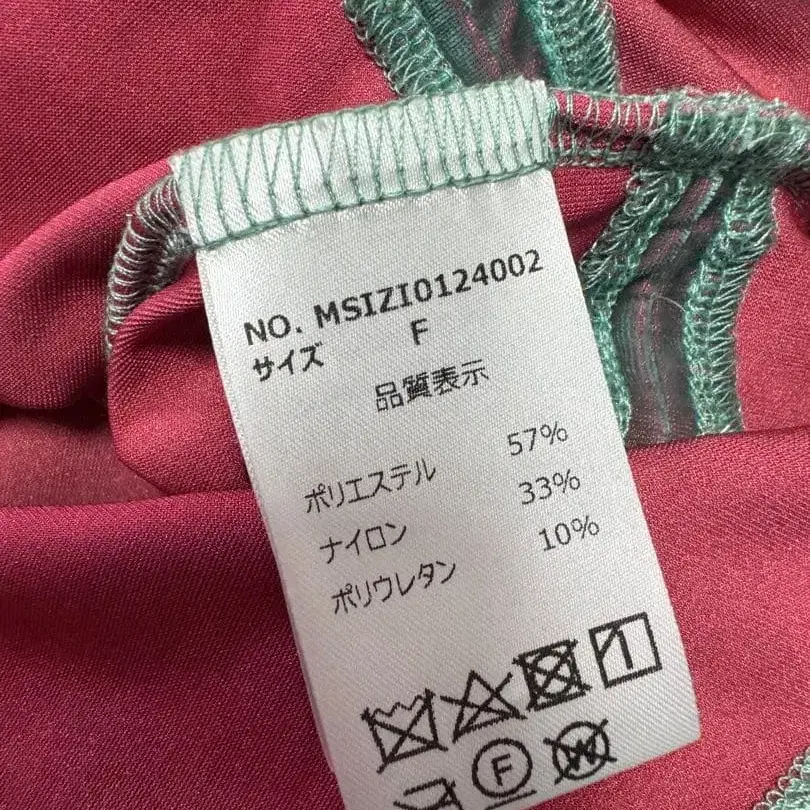 NO. MSIZI0124002
サイズ F
品質表示
ポリエステル 57%
ナイロン 33%
ポリウレタン 10%
F W